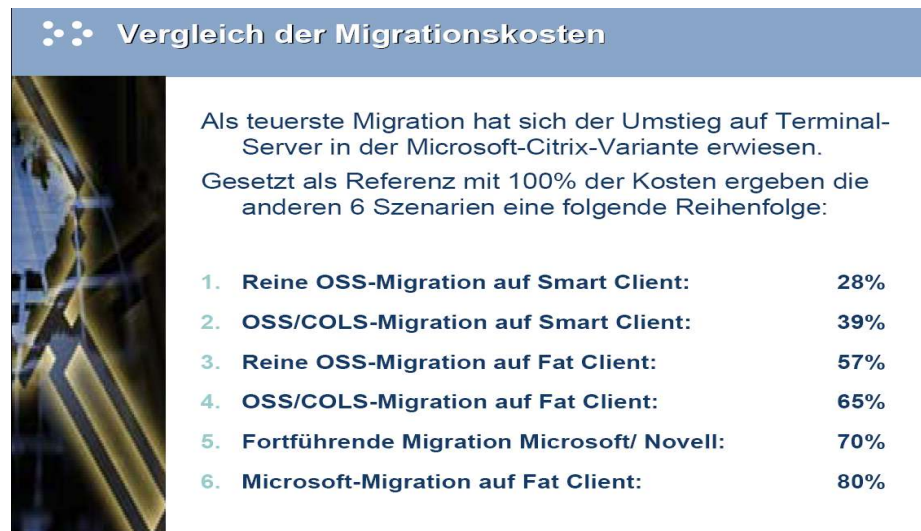 Vergleich der Migrationskosten
Als teuerste Migration hat sich der Umstieg auf Terminal-
Server in der Microsoft-Citrix-Variante erwiesen.
Gesetzt als Referenz mit 100% der Kosten ergeben die
anderen 6 Szenarien eine folgende Reihenfolge:
1. Reine OSS-Migration auf Smart Client: 28%
2. OSS/COLS-Migration auf Smart Client: 39%
3. Reine OSS-Migration auf Fat Client: 57%
4. OSS/COLS-Migration auf Fat Client: 65%
5. Fortführende Migration Microsoft/ Novell: 70%
6. Microsoft-Migration auf Fat Client: 80%